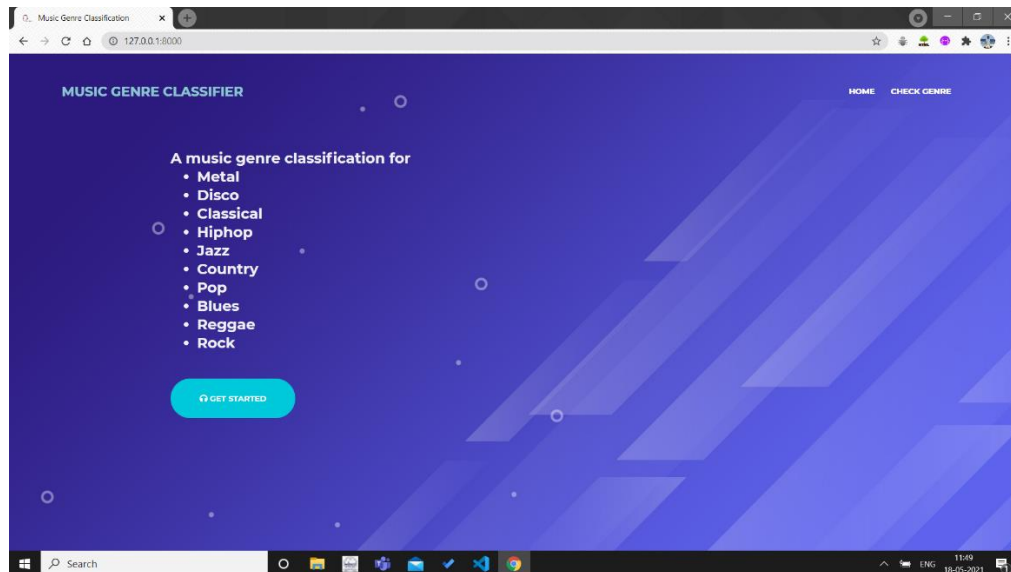 Music Genre Classification
127.0.0.1:8000
MUSIC GENRE CLASSIFIER
HOME CHECK GENRE
A music genre classification for
• Metal
• Disco
• Classical
• Hiphop
• Jazz
• Country
• Pop
• Blues
• Reggae
• Rock
GET STARTED
Search
ENG
11:49
18-05-2021